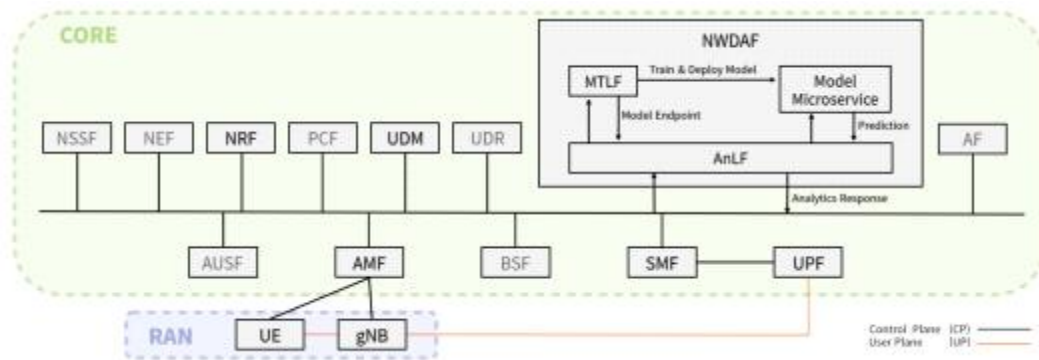 CORE
NWDAF
MTLF
Train & Deploy Model
Model
Microservice
Model Endpoint
Prediction
AnLF
NSSF
NEF
NRF
PCF
UDM
UDR
AF
Analytics Response
AUSF
AMF
BSF
SMF
UPF
RAN
UE
gNB
Control Plane (CP)
User Plane (UP)